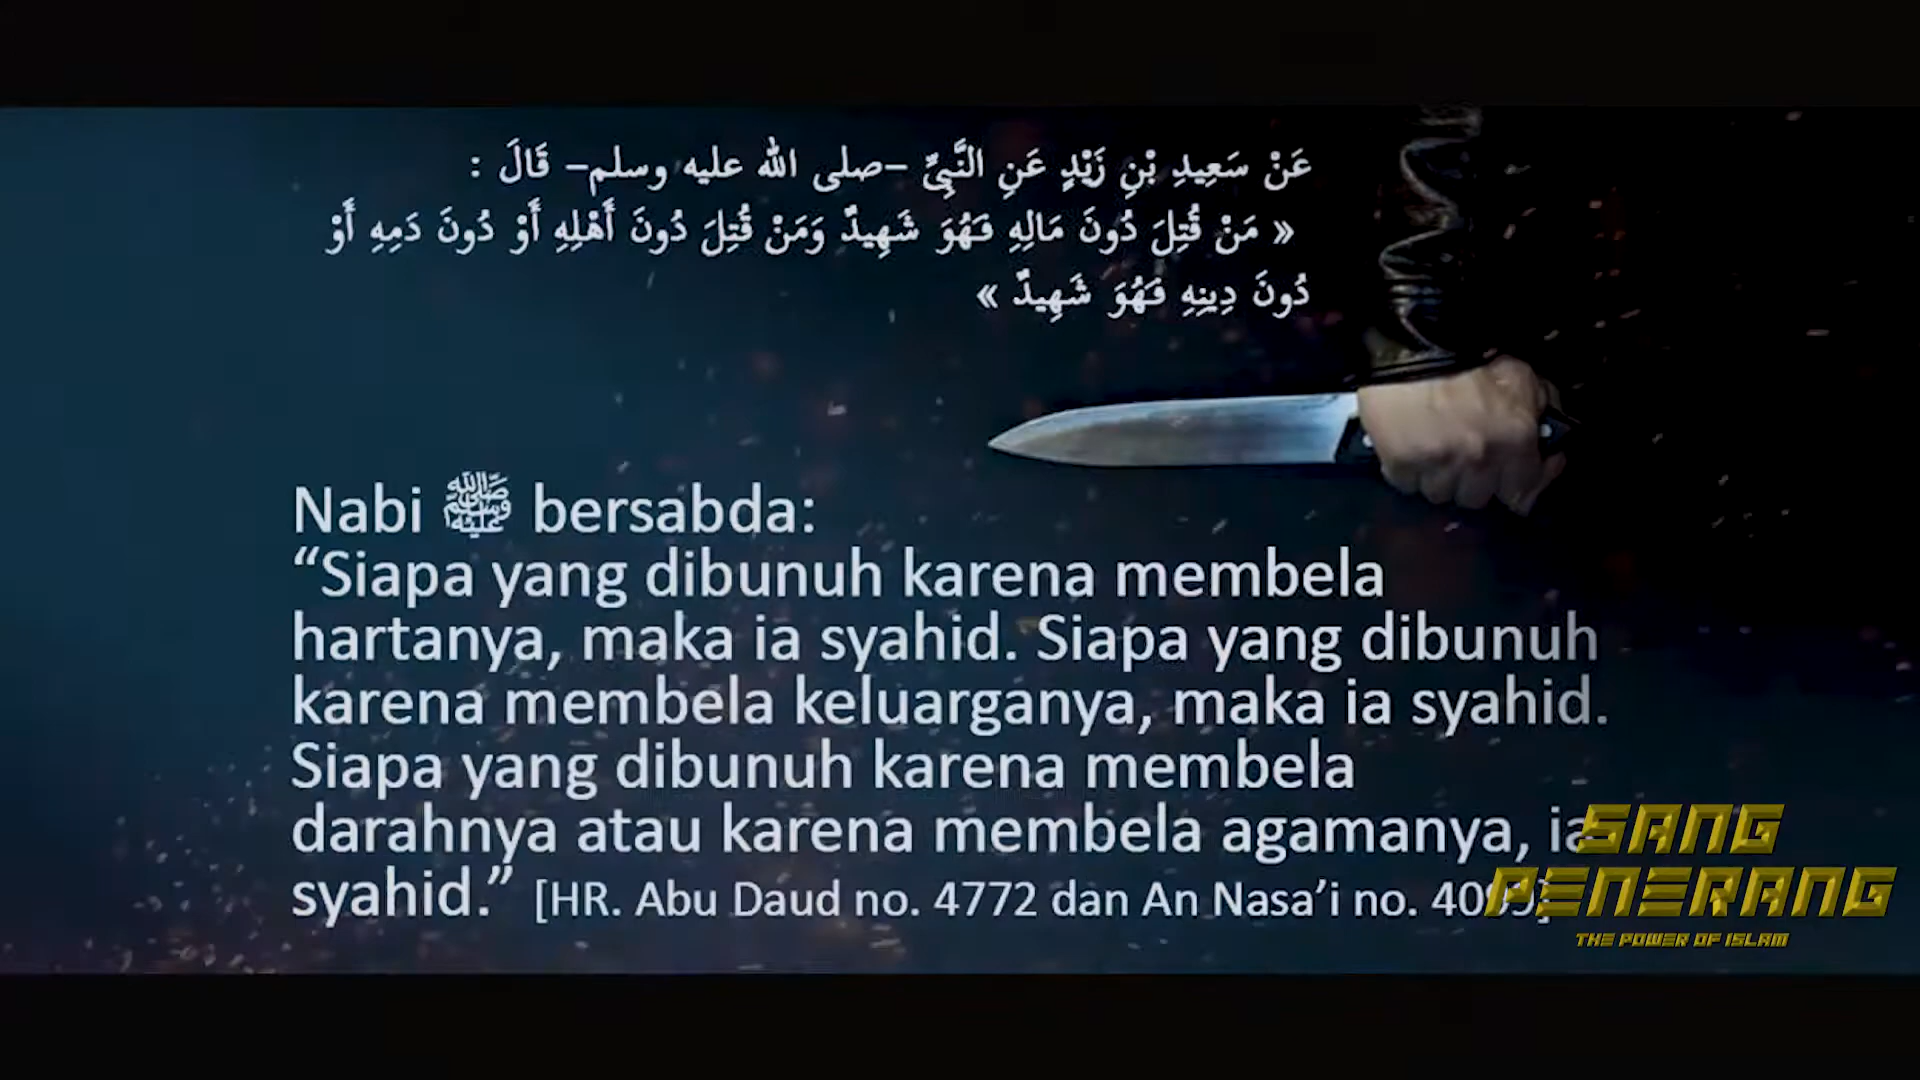 عَنْ سَعِيدِ بْنِ زَيْدٍ عَنِ النَّبِيِّ –صلى الله عليه وسلم– قَالَ :
« مَنْ قُتِلَ دُونَ مَالِهِ فَهُوَ شَهِيدٌ وَمَنْ قُتِلَ دُونَ أَهْلِهِ أَوْ دُونَ دَمِهِ أَوْ
دُونَ دِينِهِ فَهُوَ شَهِيدٌ »
Nabi ﷺ bersabda:
“Siapa yang dibunuh karena membela
hartanya, maka ia syahid. Siapa yang dibunuh
karena membela keluarganya, maka ia syahid.
Siapa yang dibunuh karena membela
darahnya atau karena membela agamanya, ia
syahid.” [HR. Abu Daud no. 4772 dan An Nasa’i no.
SANG
PENERANG
THE POWER OF ISLAM